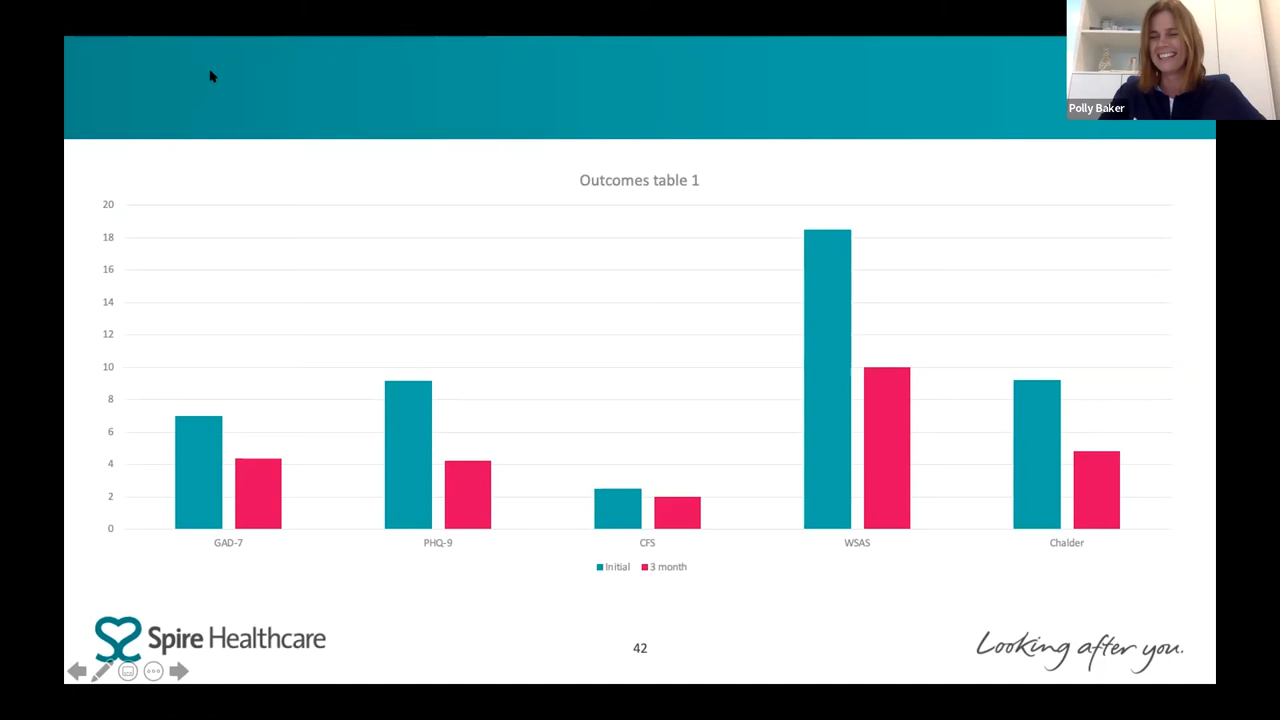 Polly Baker
Outcomes table 1
20
18
16
14
12
10
8
6
4
2
0
GAD-7 PHQ-9 CFS WSAS Chalder
Initial 3 month
Spire Healthcare
42
Looking after you.